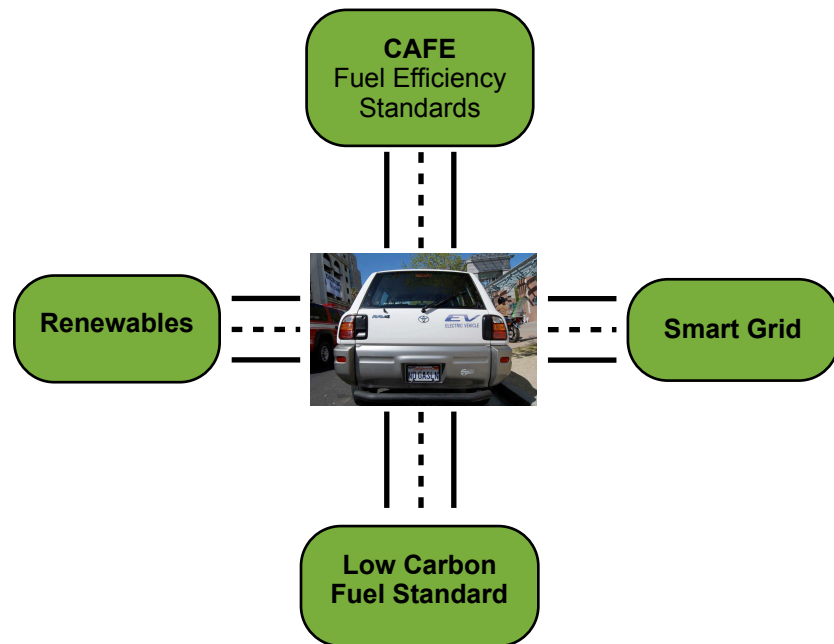 CAFE
Fuel Efficiency
Standards
Renewables
EV
ELECTRIC VEHICLE
Smart Grid
Low Carbon
Fuel Standard